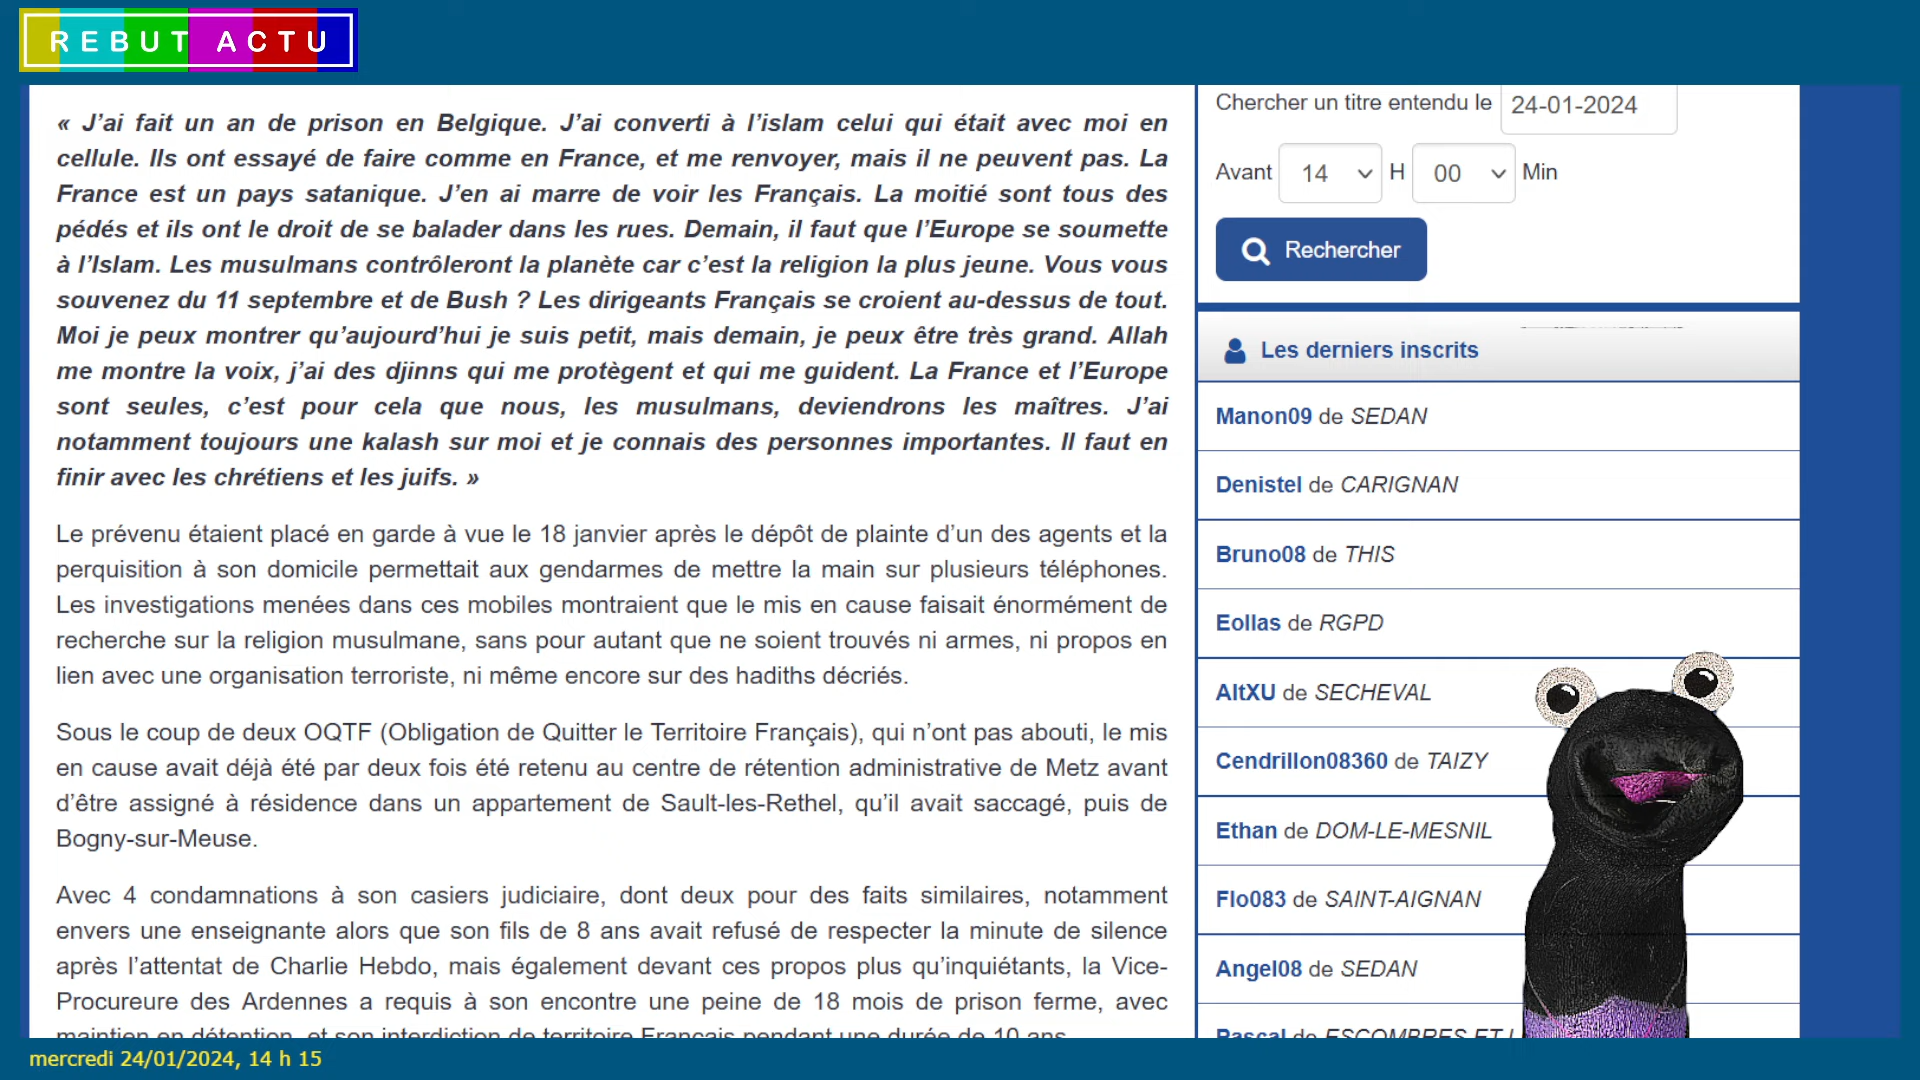 REBUT ACTU
« J’ai fait un an de prison en Belgique. J’ai converti à l’islam celui qui était avec moi en
cellule. Ils ont essayé de faire comme en France, et me renvoyer, mais il ne peuvent pas. La
France est un pays satanique. J’en ai marre de voir les Français. La moitié sont tous des
pédés et ils ont le droit de se balader dans les rues. Demain, il faut que l’Europe se soumette
à l’Islam. Les musulmans contrôleront la planète car c’est la religion la plus jeune. Vous vous
souvenez du 11 septembre et de Bush ? Les dirigeants Français se croient au-dessus de tout.
Moi je peux montrer qu’aujourd’hui je suis petit, mais demain, je peux être très grand. Allah
me montre la voix, j’ai des djinns qui me protègent et qui me guident. La France et l’Europe
sont seules, c’est pour cela que nous, les musulmans, deviendrons les maîtres. J’ai
notamment toujours une kalash sur moi et je connais des personnes importantes. Il faut en
finir avec les chrétiens et les juifs. »
Le prévenu étaient placé en garde à vue le 18 janvier après le dépôt de plainte d’un des agents et la
perquisition à son domicile permettait aux gendarmes de mettre la main sur plusieurs téléphones.
Les investigations menées dans ces mobiles montraient que le mis en cause faisait énormément de
recherche sur la religion musulmane, sans pour autant que ne soient trouvés ni armes, ni propos en
lien avec une organisation terroriste, ni même encore sur des hadiths décriés.
Sous le coup de deux OQTF (Obligation de Quitter le Territoire Français), qui n’ont pas abouti, le mis
en cause avait déjà été par deux fois été retenu au centre de rétention administrative de Metz avant
d’être assigné à résidence dans un appartement de Sault-les-Rethel, qu’il avait saccagé, puis de
Bogny-sur-Meuse.
Avec 4 condamnations à son casiers judiciaire, dont deux pour des faits similaires, notamment
envers une enseignante alors que son fils de 8 ans avait refusé de respecter la minute de silence
après l’attentat de Charlie Hebdo, mais également devant ces propos plus qu’inquiétants, la Vice-
Procureure des Ardennes a requis à son encontre une peine de 18 mois de prison ferme, avec
maintien en détention, et son interdiction de territoire Français pendant une durée de 10 ans.
Chercher un titre entendu le 24-01-2024
Avant 14 H 00 Min
Rechercher
Les derniers inscrits
Manon09 de SEDAN
Denistel de CARIGNAN
Bruno08 de THIS
Eollas de RGPD
AltXU de SECHEVAL
Cendrillon08360 de TAIZY
Ethan de DOM-LE-MESNIL
Flo083 de SAINT-AIGNAN
Angel08 de SEDAN
Pascal de ESCOMBRES ET
mercredi 24/01/2024, 14 h 15